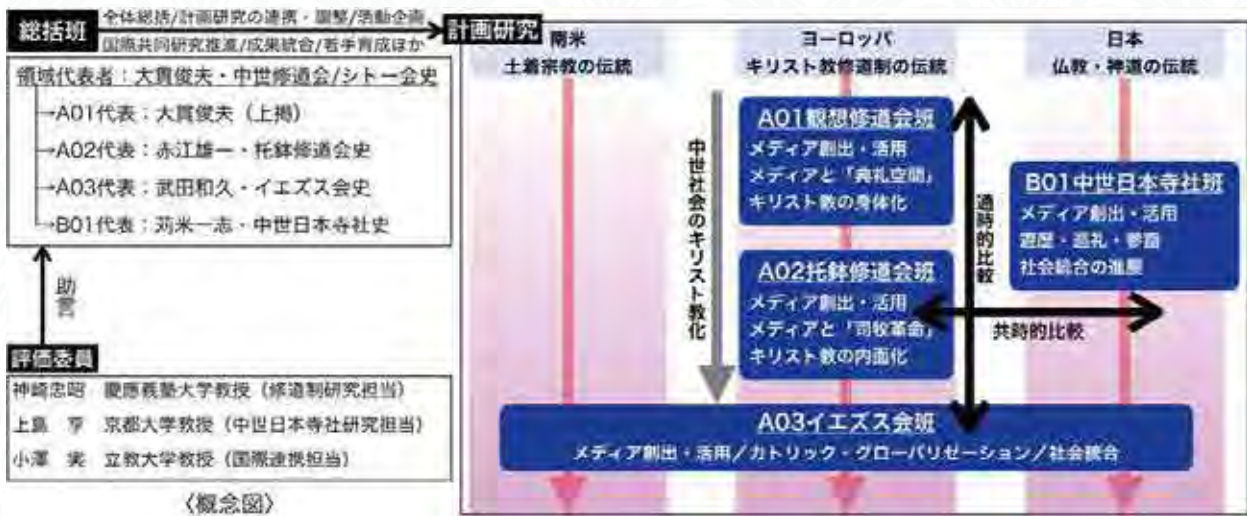 総括班
全体総括/計画研究の連携・調整/活動企画
国際共同研究推進/成果統合/若手育成ほか
領域代表者：大貫俊夫・中世修道会/シトー会史
→A01代表：大貫俊夫（上掲）
→A02代表：赤江雄一・托鉢修道会史
→A03代表：武田和久・イエズス会史
→B01代表：苅米一志・中世日本寺社史
助言
評価委員
神崎忠昭 慶應義塾大学教授（修道制研究担当）
上島 享 京都大学教授（中世日本寺社研究担当）
小澤 実 立教大学教授（国際連携担当）
〈概念図〉
計画研究
南米
土着宗教の伝統
ヨーロッパ
キリスト教修道制の伝統
日本
仏教・神道の伝統
中世社会のキリスト教化
A01観想修道会班
メディア創出・活用
メディアと「典礼空間」
キリスト教の身体化
A02托鉢修道会班
メディア創出・活用
メディアと「司牧革命」
キリスト教の内面化
通時的比較
共時的比較
B01中世日本寺社班
メディア創出・活用
遊歴・巡礼・参詣
社会統合の進展
A03イエズス会班
メディア創出・活用/カトリック・グローバリゼーション/社会統合